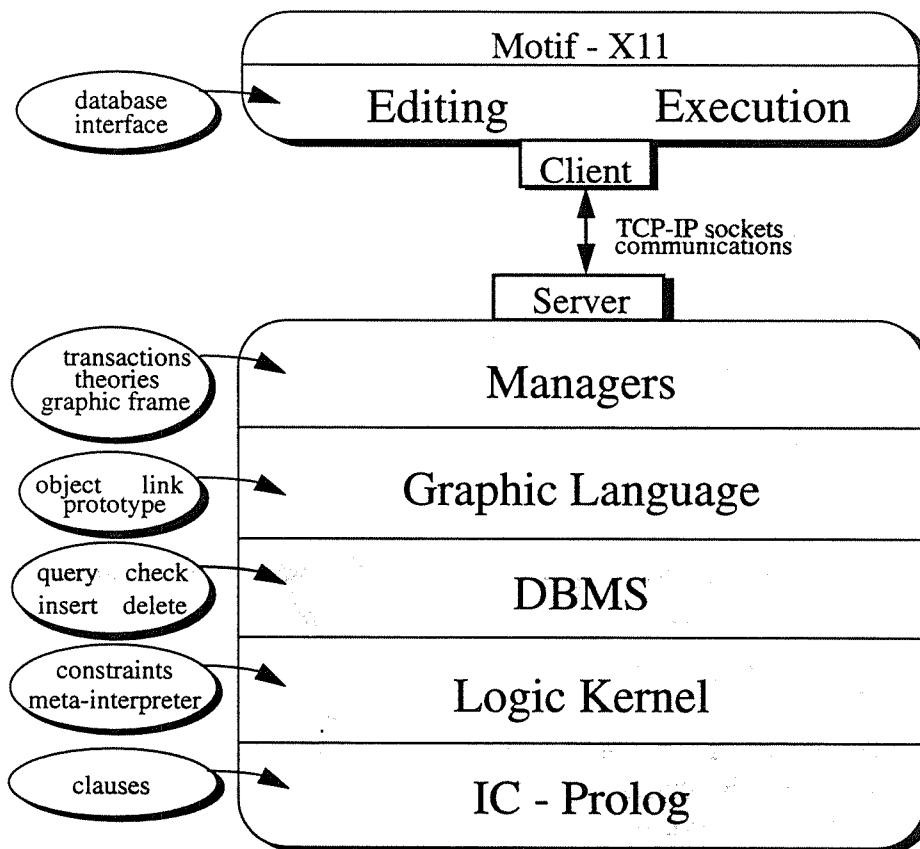 Motif - X11
database
interface
Editing Execution
Client
TCP-IP sockets
communications
Server
transactions
theories
graphic frame
Managers
object link
prototype
Graphic Language
query check
insert delete
DBMS
constraints
meta-interpreter
Logic Kernel
clauses
IC - Prolog